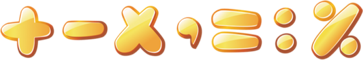 + - × , = : %